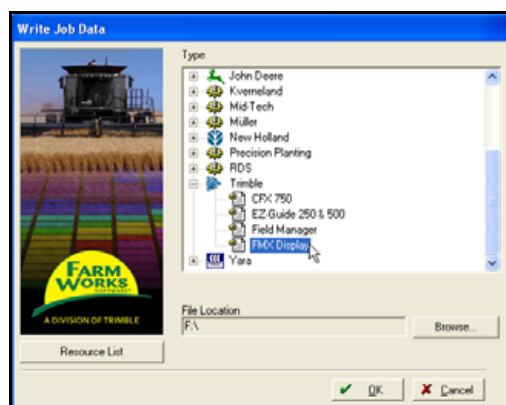 Write Job Data
Type
John Deere
Kverneland
Mid-Tech
Müller
New Holland
Precision Planting
RDS
Trimble
CFX 750
EZ-Guide 250 & 500
Field Manager
FMX Display
Yara
FARM
WORKS
SOFTWARE
A DIVISION OF TRIMBLE
File Location
F:\
Browse...
Resource List
OK
Cancel